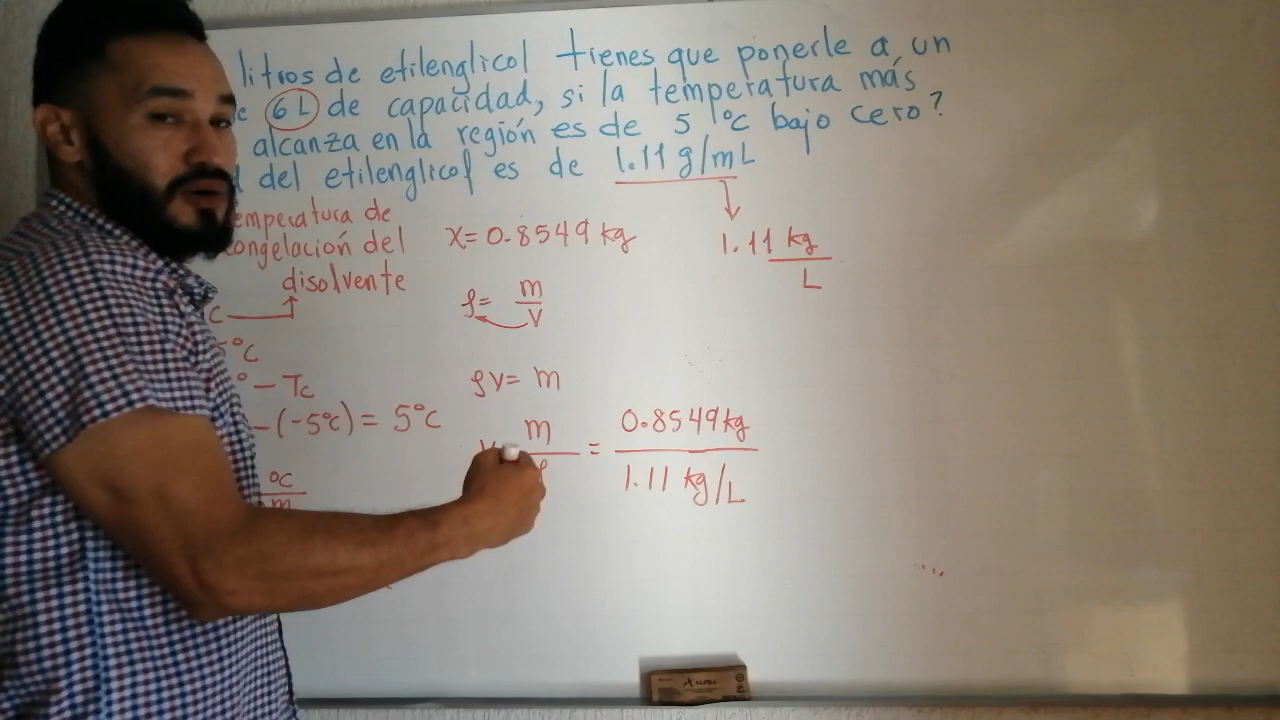 litros de etilenglicol tienes que ponerle a un
e 6 L de capacidad, si la temperatura más
alcanza en la región es de 5 °C bajo cero?
del etilenglicol es de 1.11 g/mL
emperatura de
congelación del
disolvente
C
°C
° - Tc
-(-5°C) = 5°C
°C
m
X = 0.8549 kg
ρ = m/V
ρV = m
m/ρ = 0.8549 kg / 1.11 kg/L
1.11 kg/L